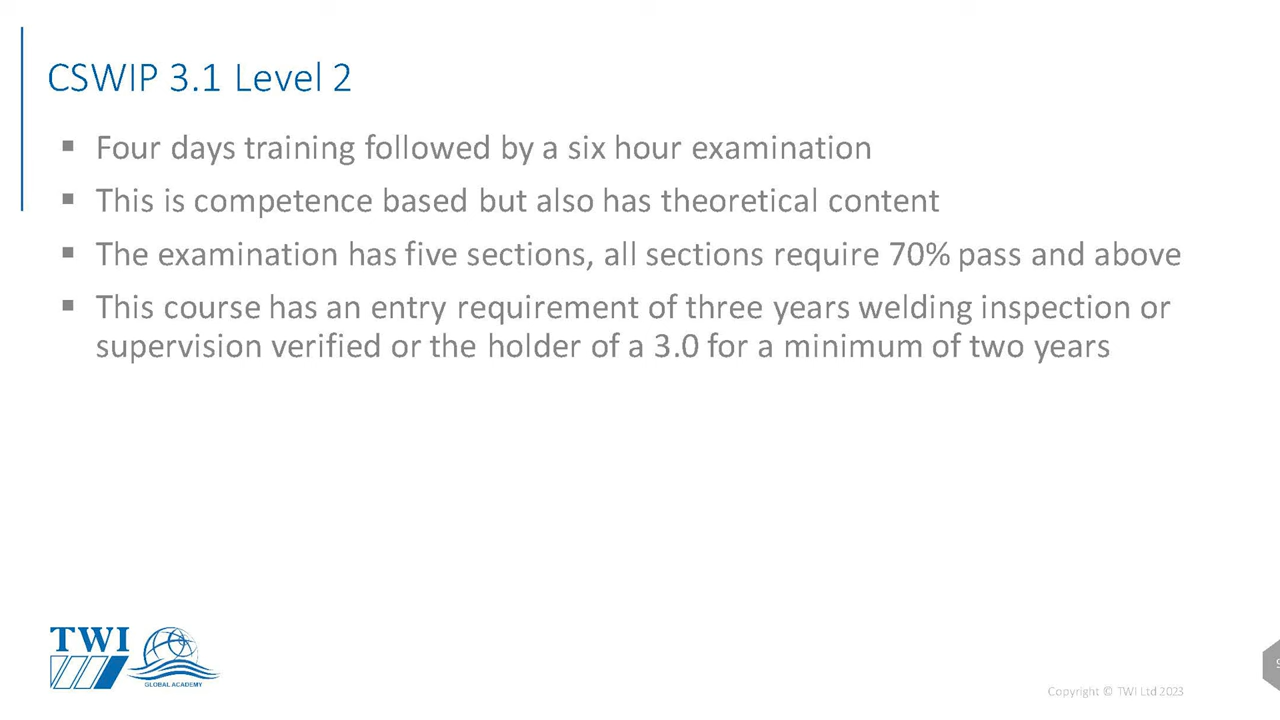 CSWIP 3.1 Level 2
▪ Four days training followed by a six hour examination
▪ This is competence based but also has theoretical content
▪ The examination has five sections, all sections require 70% pass and above
▪ This course has an entry requirement of three years welding inspection or
supervision verified or the holder of a 3.0 for a minimum of two years
TWI
GLOBAL ACADEMY
Copyright © TWI Ltd 2023